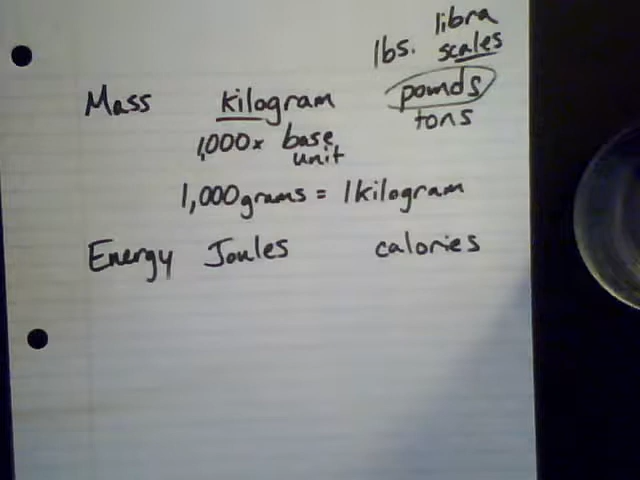 libra
lbs. scales
Mass kilogram pounds
tons
1,000x base
unit
1,000grams = 1kilogram
Energy Joules calories